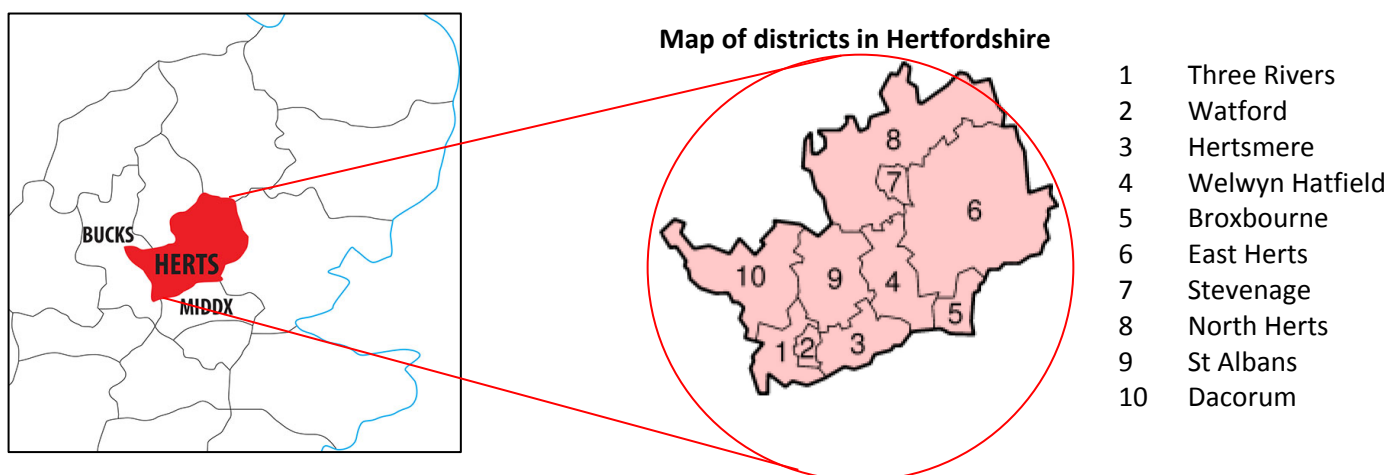 Map of districts in Hertfordshire
BUCKS
HERTS
MIDDX
8
7
6
10
9
4
5
1
2
3
1 Three Rivers
2 Watford
3 Hertsmere
4 Welwyn Hatfield
5 Broxbourne
6 East Herts
7 Stevenage
8 North Herts
9 St Albans
10 Dacorum